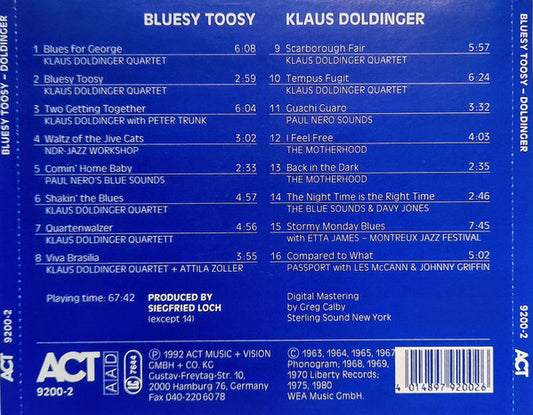 BLUESY TOOSY
KLAUS DOLDINGER
1 Blues for George 6:08
KLAUS DOLDINGER QUARTET
2 Bluesy Toosy 2:59
KLAUS DOLDINGER QUARTET
3 Two Getting Together 6:04
KLAUS DOLDINGER with PETER TRUNK
4 Waltz of the Jive Cats 3:02
NDR-JAZZ WORKSHOP
5 Comin' Home Baby 2:33
PAUL NERO'S BLUE SOUNDS
6 Shakin' the Blues 4:57
KLAUS DOLDINGER QUARTET
7 Quartenwalzer 4:56
KLAUS DOLDINGER QUARTETT
8 Viva Brasilia 3:55
KLAUS DOLDINGER QUARTET + ATTILA ZOLLER
9 Scarborough Fair 5:57
KLAUS DOLDINGER QUARTET
10 Tempus Fugit 6:24
KLAUS DOLDINGER QUARTET
11 Guachi Guaro 3:32
PAUL NERO SOUNDS
12 I Feel Free 4:03
THE MOTHERHOOD
13 Back in the Dark 2:35
THE MOTHERHOOD
14 The Night Time is the Right Time 2:46
THE BLUE SOUNDS & DAVY JONES
15 Stormy Monday Blues 7:45
with ETTA JAMES – MONTREUX JAZZ FESTIVAL
16 Compared to What 5:02
PASSPORT with LES McCANN & JOHNNY GRIFFIN
Playing time: 67:42
PRODUCED BY
SIEGFRIED LOCH
(except 14)
Digital Mastering
by Greg Calby
Sterling Sound New York
ACT
9200-2
AAD
LC
7644
Ⓟ 1992 ACT MUSIC + VISION
GMBH + CO. KG
Gustav-Freytag-Str. 10,
2000 Hamburg 76, Germany
Fax 040-220 60 78
© 1963, 1964, 1965, 1967
Phonogram; 1968, 1969,
1970 Liberty Records;
1975, 1980
WEA Music GmbH.
4 014897 920026
BLUESY TOOSY – DOLDINGER
9200-2
ACT
BLUESY TOOSY – DOLDINGER
9200-2
ACT